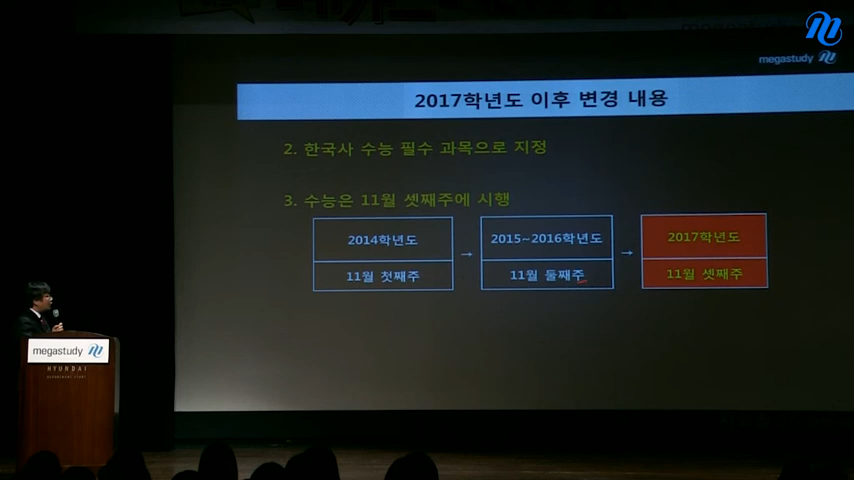 megastudy
2017학년도 이후 변경 내용
2. 한국사 수능 필수 과목으로 지정
3. 수능은 11월 셋째주에 시행
2014학년도 → 2015~2016학년도 → 2017학년도
11월 첫째주 11월 둘째주 11월 셋째주
megastudy
HYUNDAI